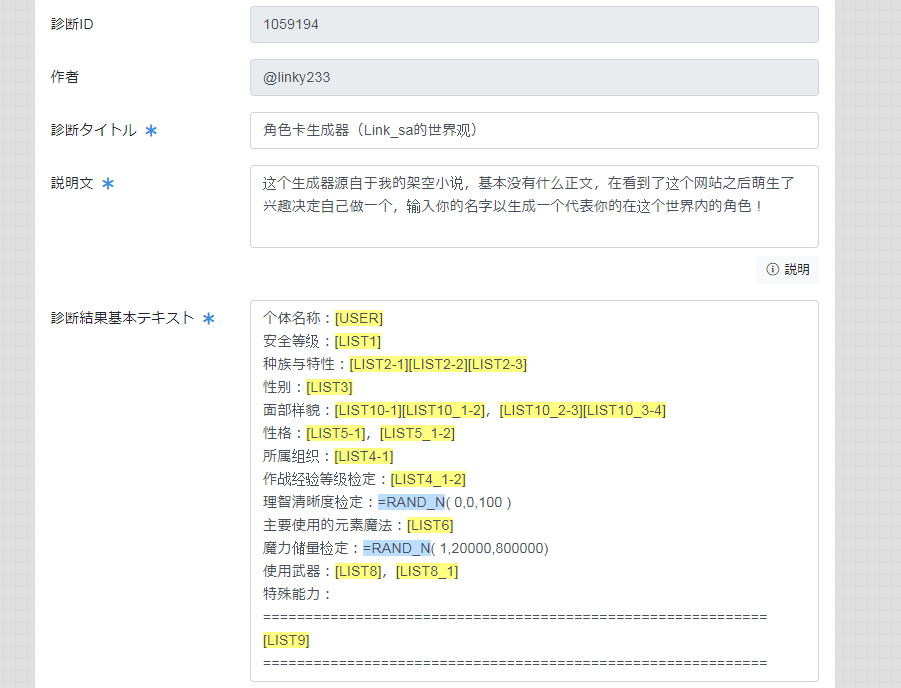 診断ID
1059194
作者
@linky233
診断タイトル *
角色卡生成器（Link_sa的世界观）
説明文 *
这个生成器源自于我的架空小说，基本没有什么正文，在看到了这个网站之后萌生了
兴趣决定自己做一个，输入你的名字以生成一个代表你的在这个世界内的角色！
説明
診断結果基本テキスト *
个体名称：[USER]
安全等级：[LIST1]
种族与特性：[LIST2-1][LIST2-2][LIST2-3]
性别：[LIST3]
面部样貌：[LIST10-1][LIST10_1-2]，[LIST10_2-3][LIST10_3-4]
性格：[LIST5-1]，[LIST5_1-2]
所属组织：[LIST4-1]
作战经验等级检定：[LIST4_1-2]
理智清晰度检定：=RAND_N( 0,0,100 )
主要使用的元素魔法：[LIST6]
魔力储量检定：=RAND_N( 1,20000,800000)
使用武器：[LIST8]，[LIST8_1]
特殊能力：
===============================================================
[LIST9]
===============================================================